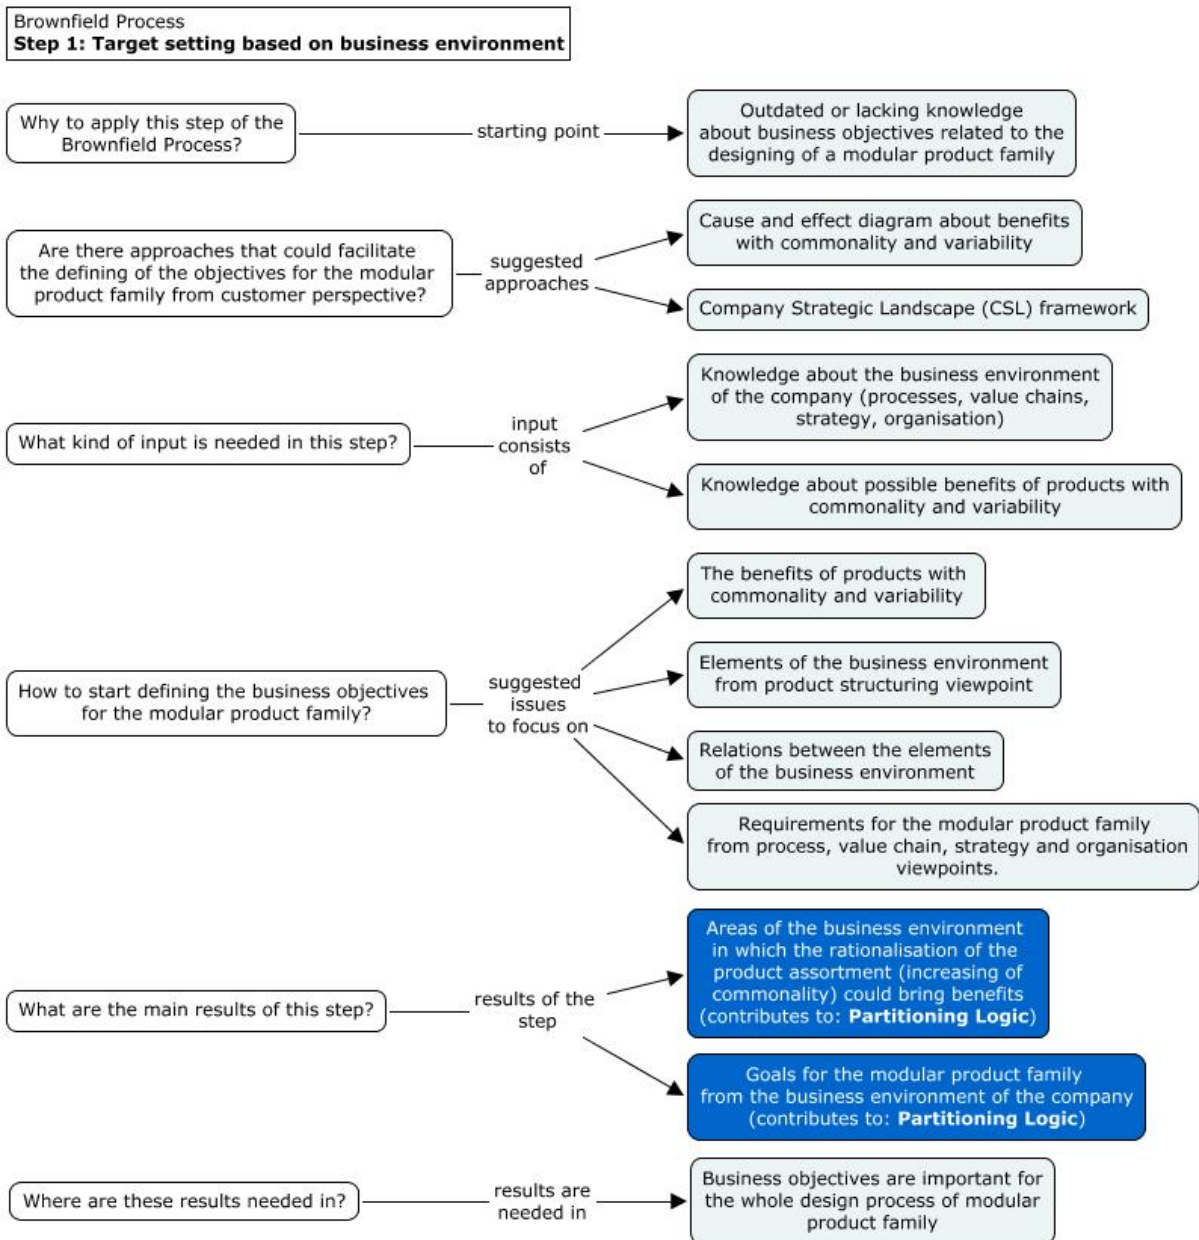 Brownfield Process
Step 1: Target setting based on business environment
Why to apply this step of the
Brownfield Process?
starting point
Outdated or lacking knowledge
about business objectives related to the
designing of a modular product family
Are there approaches that could facilitate
the defining of the objectives for the modular
product family from customer perspective?
suggested
approaches
Cause and effect diagram about benefits
with commonality and variability
Company Strategic Landscape (CSL) framework
What kind of input is needed in this step?
input
consists
of
Knowledge about the business environment
of the company (processes, value chains,
strategy, organisation)
Knowledge about possible benefits of products with
commonality and variability
How to start defining the business objectives
for the modular product family?
suggested
issues
to focus on
The benefits of products with
commonality and variability
Elements of the business environment
from product structuring viewpoint
Relations between the elements
of the business environment
Requirements for the modular product family
from process, value chain, strategy and organisation
viewpoints.
What are the main results of this step?
results of the
step
Areas of the business environment
in which the rationalisation of the
product assortment (increasing of
commonality) could bring benefits
(contributes to: Partitioning Logic)
Goals for the modular product family
from the business environment of the company
(contributes to: Partitioning Logic)
Where are these results needed in?
results are
needed in
Business objectives are important for
the whole design process of modular
product family